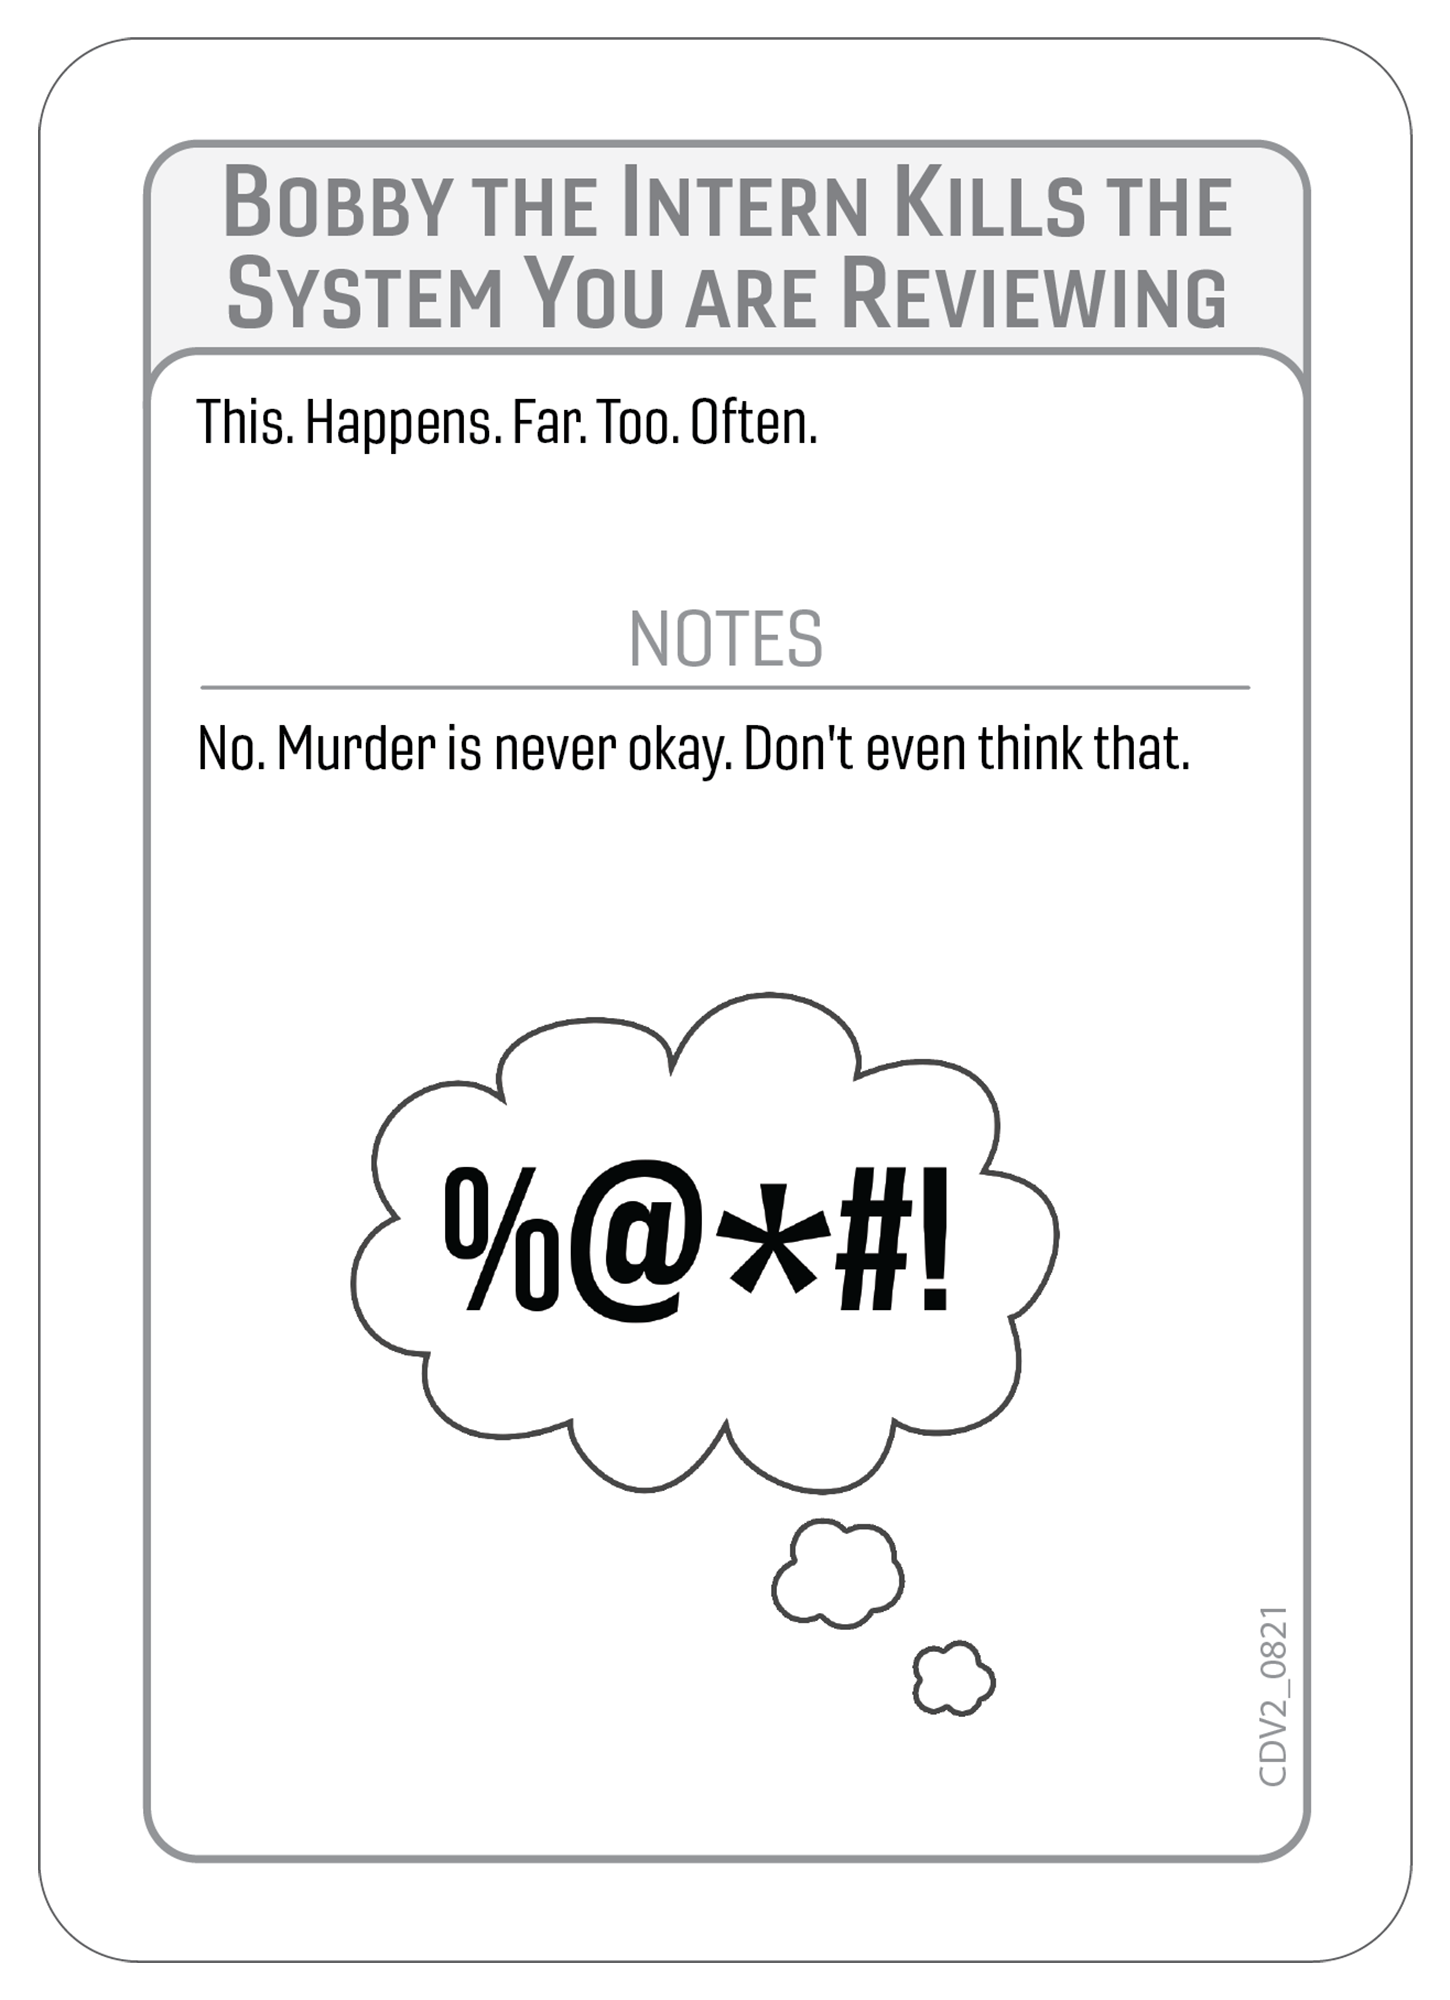 Bobby the Intern Kills the
System You are Reviewing
This. Happens. Far. Too. Often.
NOTES
No. Murder is never okay. Don't even think that.
%@*#!
CDV2_0821